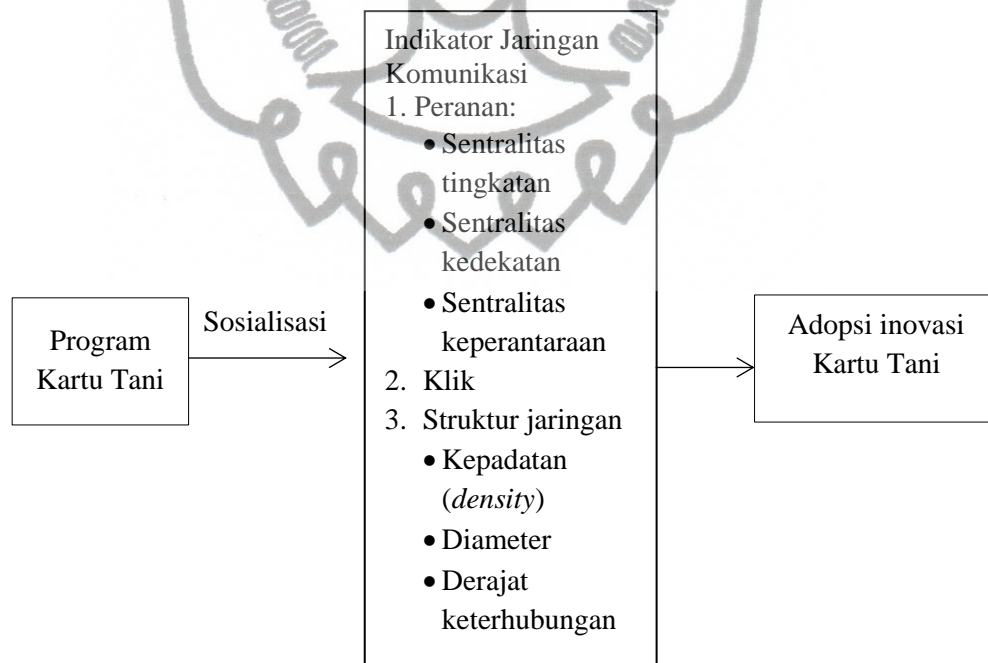 Indikator Jaringan
Komunikasi
1. Peranan:
• Sentralitas
tingkatan
• Sentralitas
kedekatan
• Sentralitas
keperantaraan
2. Klik
3. Struktur jaringan
• Kepadatan
(density)
• Diameter
• Derajat
keterhubungan
Program
Kartu Tani
Sosialisasi
Adopsi inovasi
Kartu Tani